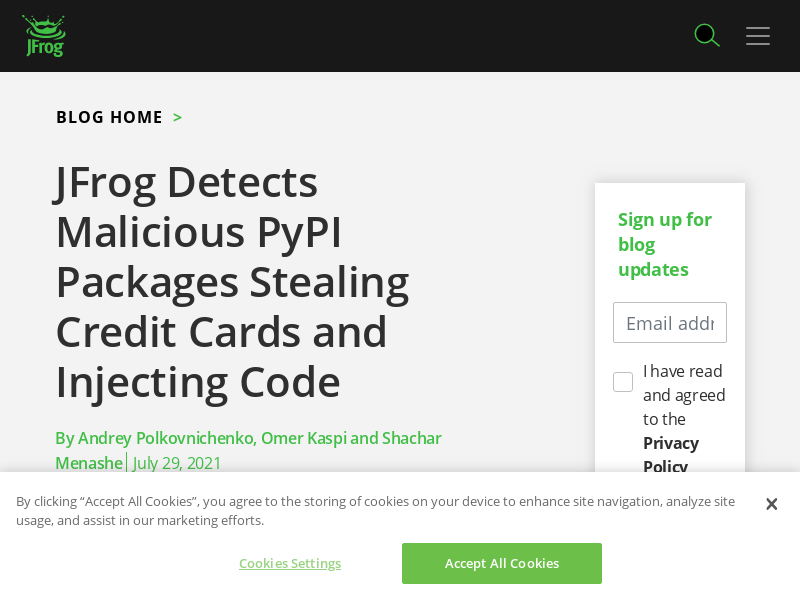 JFrog
BLOG HOME >
JFrog Detects
Malicious PyPI
Packages Stealing
Credit Cards and
Injecting Code
By Andrey Polkovnichenko, Omer Kaspi and Shachar
Menashe | July 29, 2021
Sign up for
blog
updates
Email addr
I have read
and agreed
to the
Privacy
Policy
By clicking “Accept All Cookies”, you agree to the storing of cookies on your device to enhance site navigation, analyze site
usage, and assist in our marketing efforts.
Cookies Settings
Accept All Cookies